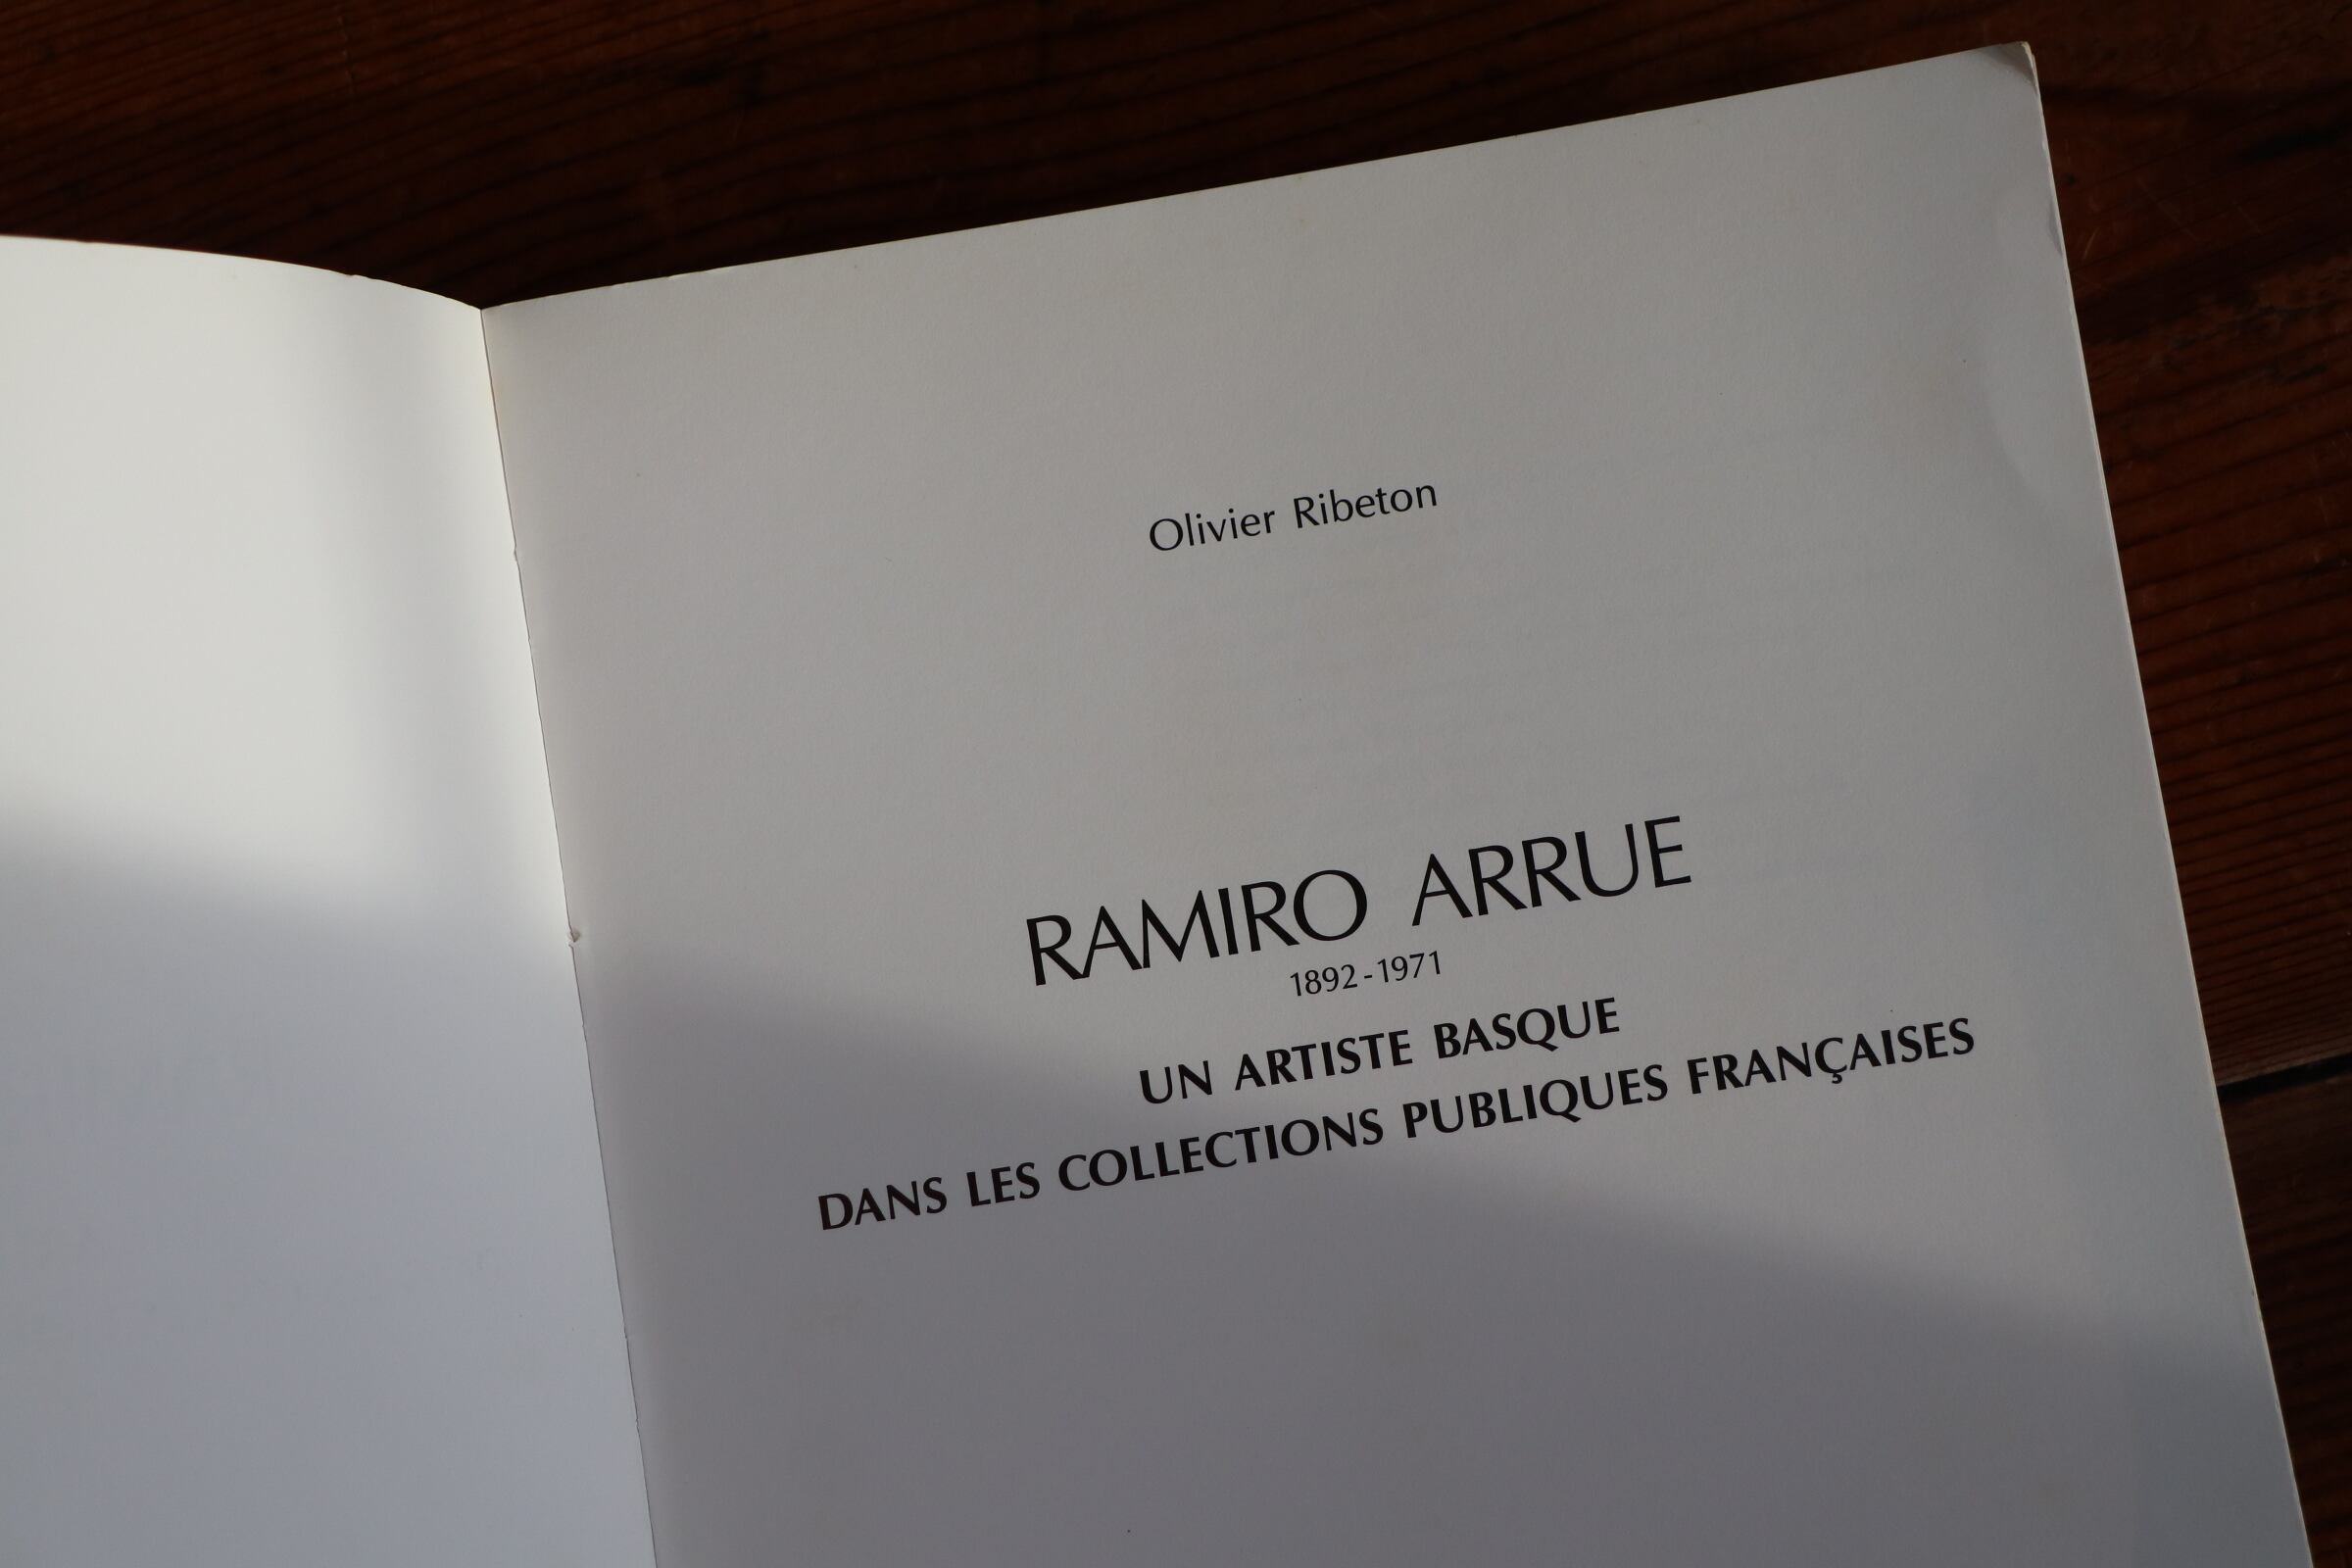 Olivier Ribeton
RAMIRO ARRUE
1892-1971
UN ARTISTE BASQUE
DANS LES COLLECTIONS PUBLIQUES FRANÇAISES